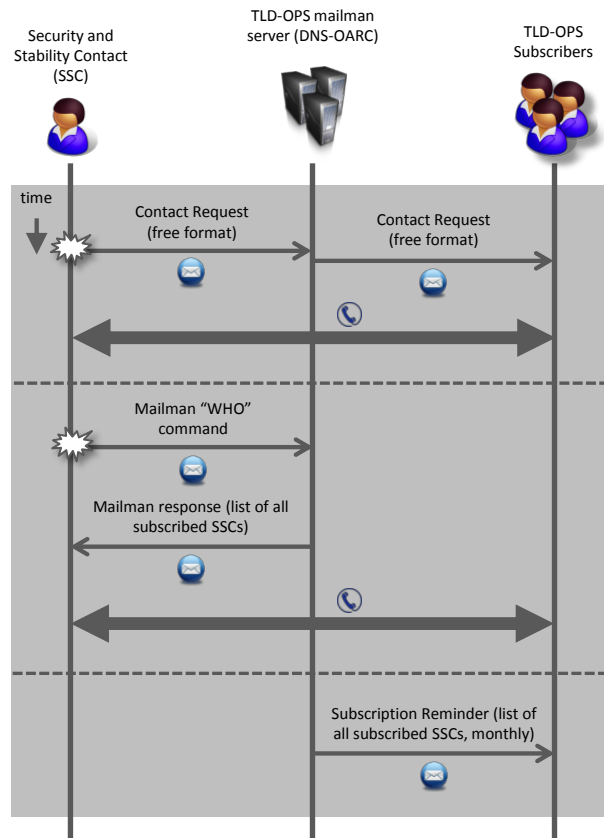 Security and
Stability Contact
(SSC)
TLD-OPS mailman
server (DNS-OARC)
TLD-OPS
Subscribers
time
Contact Request
(free format)
Contact Request
(free format)
Mailman “WHO”
command
Mailman response (list of all
subscribed SSCs)
Subscription Reminder (list of
all subscribed SSCs, monthly)